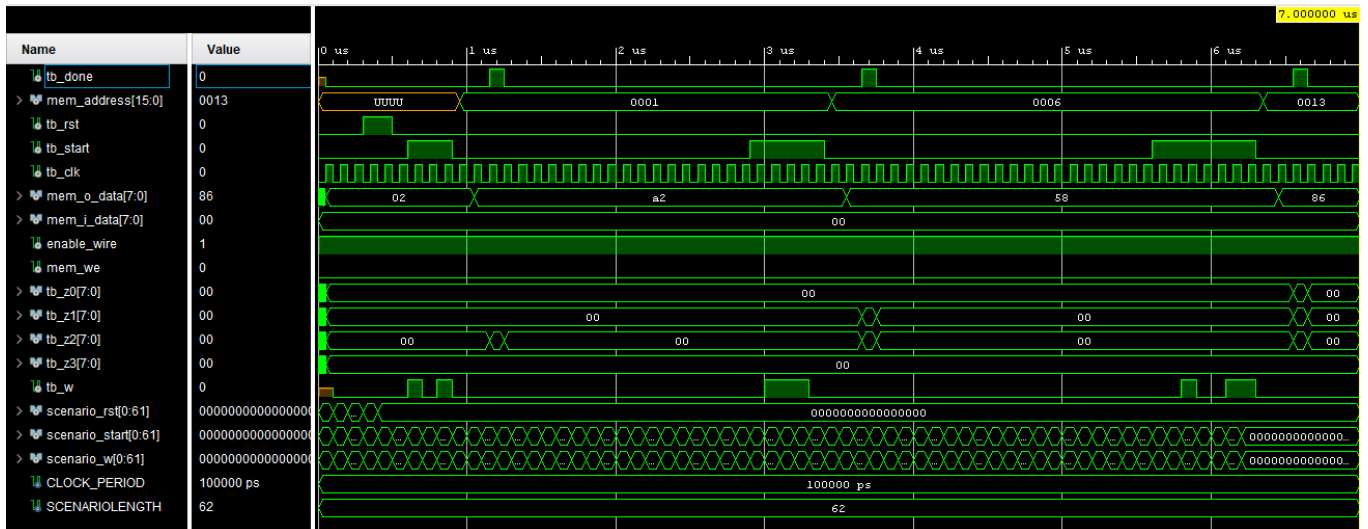 7.000000 us
Name Value |0 us |1 us |2 us |3 us |4 us |5 us |6 us
tb_done 0
mem_address[15:0] 0013 UUUU 0001 0006 0013
tb_rst 0
tb_start 0
tb_clk 0
mem_o_data[7:0] 86 02 a2 58 86
mem_i_data[7:0] 00 00
enable_wire 1
mem_we 0
tb_z0[7:0] 00 00 00
tb_z1[7:0] 00 00 00 00
tb_z2[7:0] 00 00 00 00 00
tb_z3[7:0] 00 00
tb_w 0
scenario_rst[0:61] 0000000000000000 0000000000000000
scenario_start[0:61] 0000000000000000 0000000000000...
scenario_w[0:61] 0000000000000000 0000000000000...
CLOCK_PERIOD 100000 ps 100000 ps
SCENARIOLENGTH 62 62